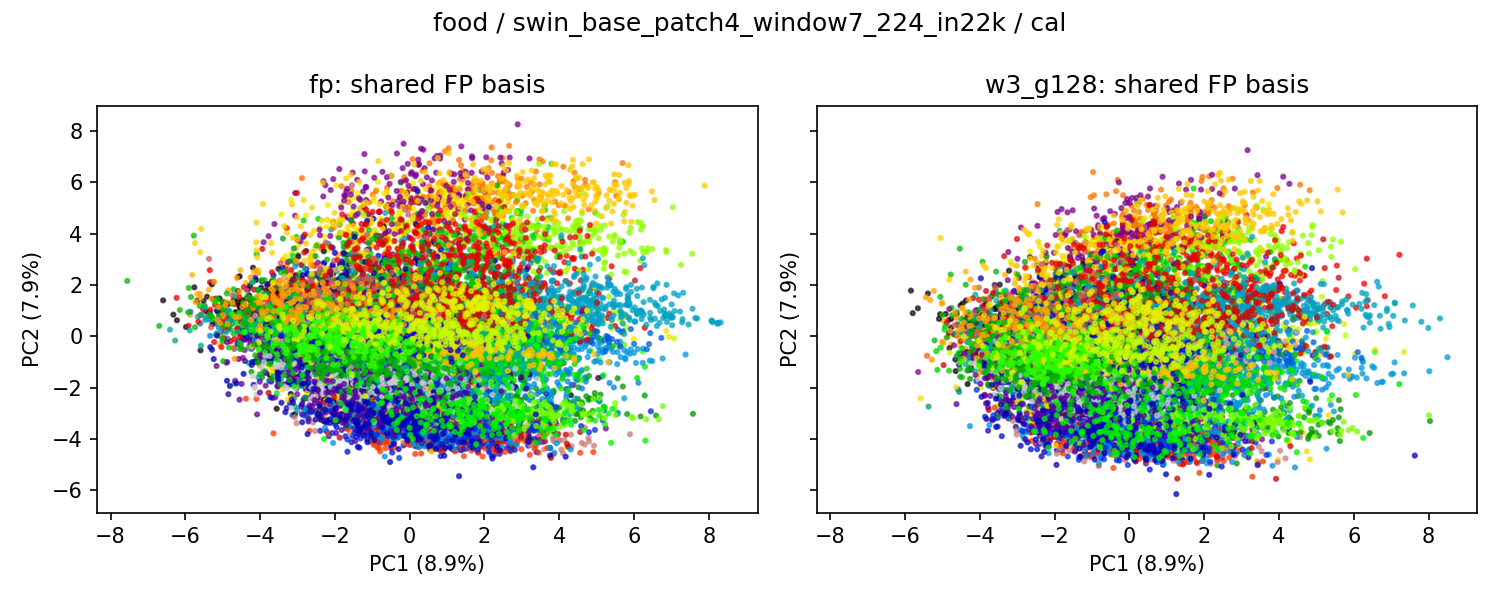 food / swin_base_patch4_window7_224_in22k / cal
fp: shared FP basis
w3_g128: shared FP basis
8
6
4
2
0
−2
−4
−6
PC2 (7.9%)
PC2 (7.9%)
−8 −6 −4 −2 0 2 4 6 8
−8 −6 −4 −2 0 2 4 6 8
PC1 (8.9%)
PC1 (8.9%)